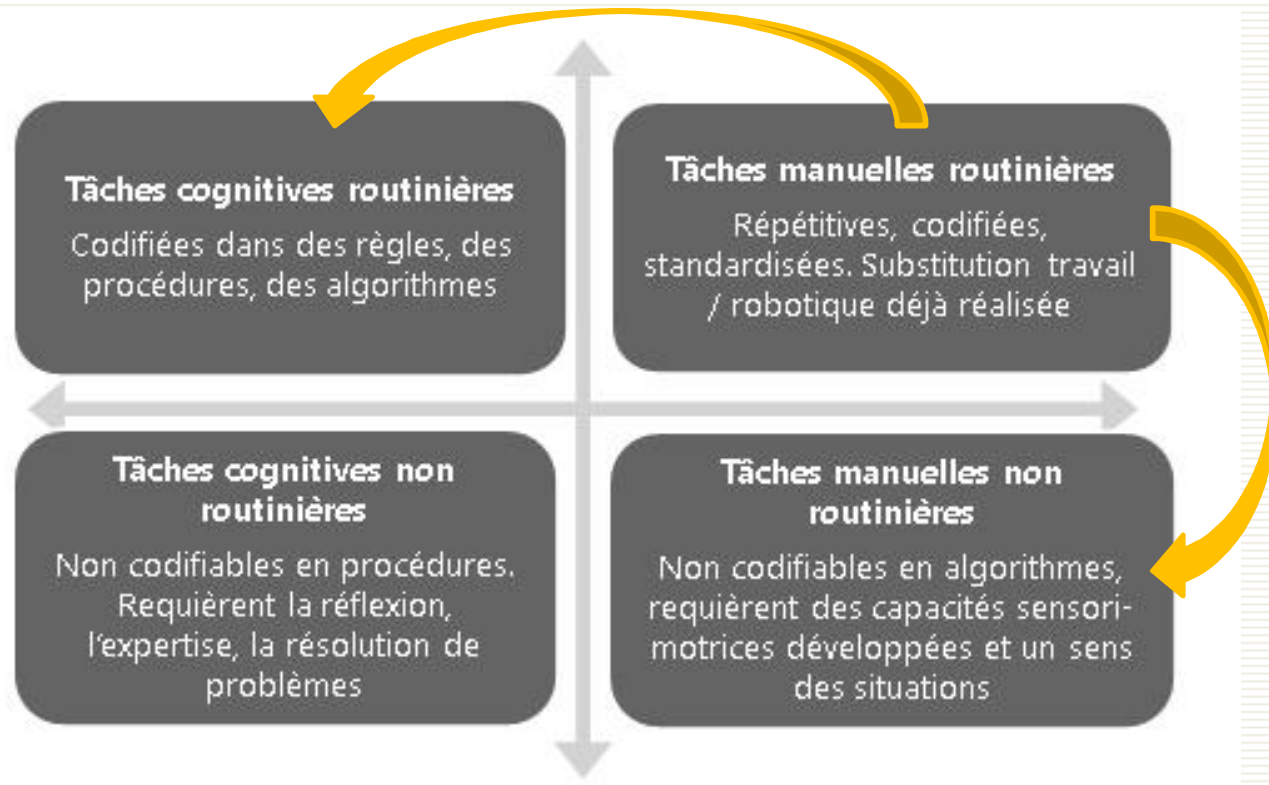 Tâches cognitives routinières
Codifiées dans des règles, des
procédures, des algorithmes
Tâches manuelles routinières
Répétitives, codifiées,
standardisées. Substitution travail
/ robotique déjà réalisée
Tâches cognitives non
routinières
Non codifiables en procédures.
Requièrent la réflexion,
l'expertise, la résolution de
problèmes
Tâches manuelles non
routinières
Non codifiables en algorithmes,
requièrent des capacités sensori-
motrices développées et un sens
des situations